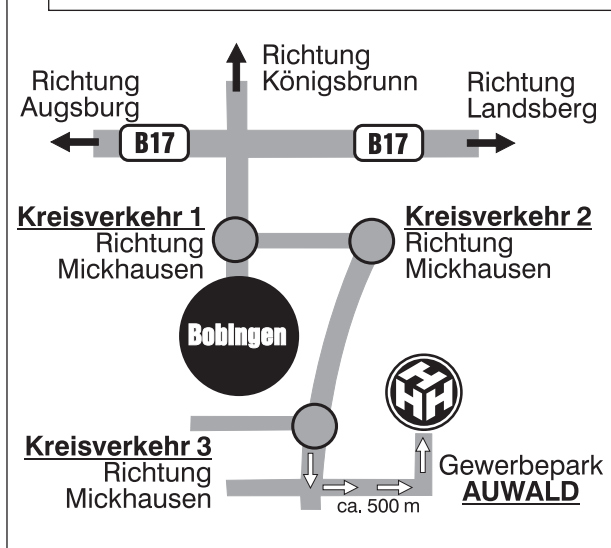 Richtung
Königsbrunn
Richtung
Augsburg
Richtung
Landsberg
B17
B17
Kreisverkehr 1
Richtung
Mickhausen
Kreisverkehr 2
Richtung
Mickhausen
Bobingen
HHH
Kreisverkehr 3
Richtung
Mickhausen
ca. 500 m
Gewerbepark
AUWALD